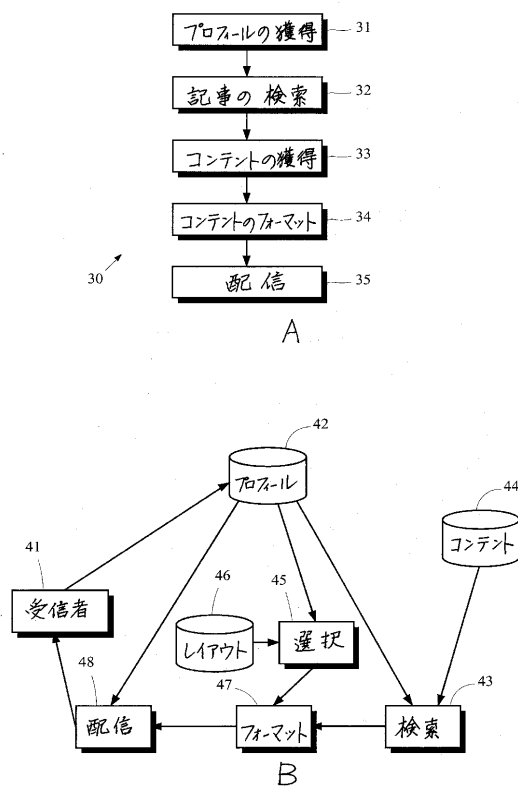 プロフィールの獲得
31
記事の検索
32
コンテントの獲得
33
コンテントのフォーマット
34
配信
35
30
A
42
プロフィール
44
コンテント
41
受信者
46
レイアウト
45
選択
48
配信
47
フォーマット
43
検索
B